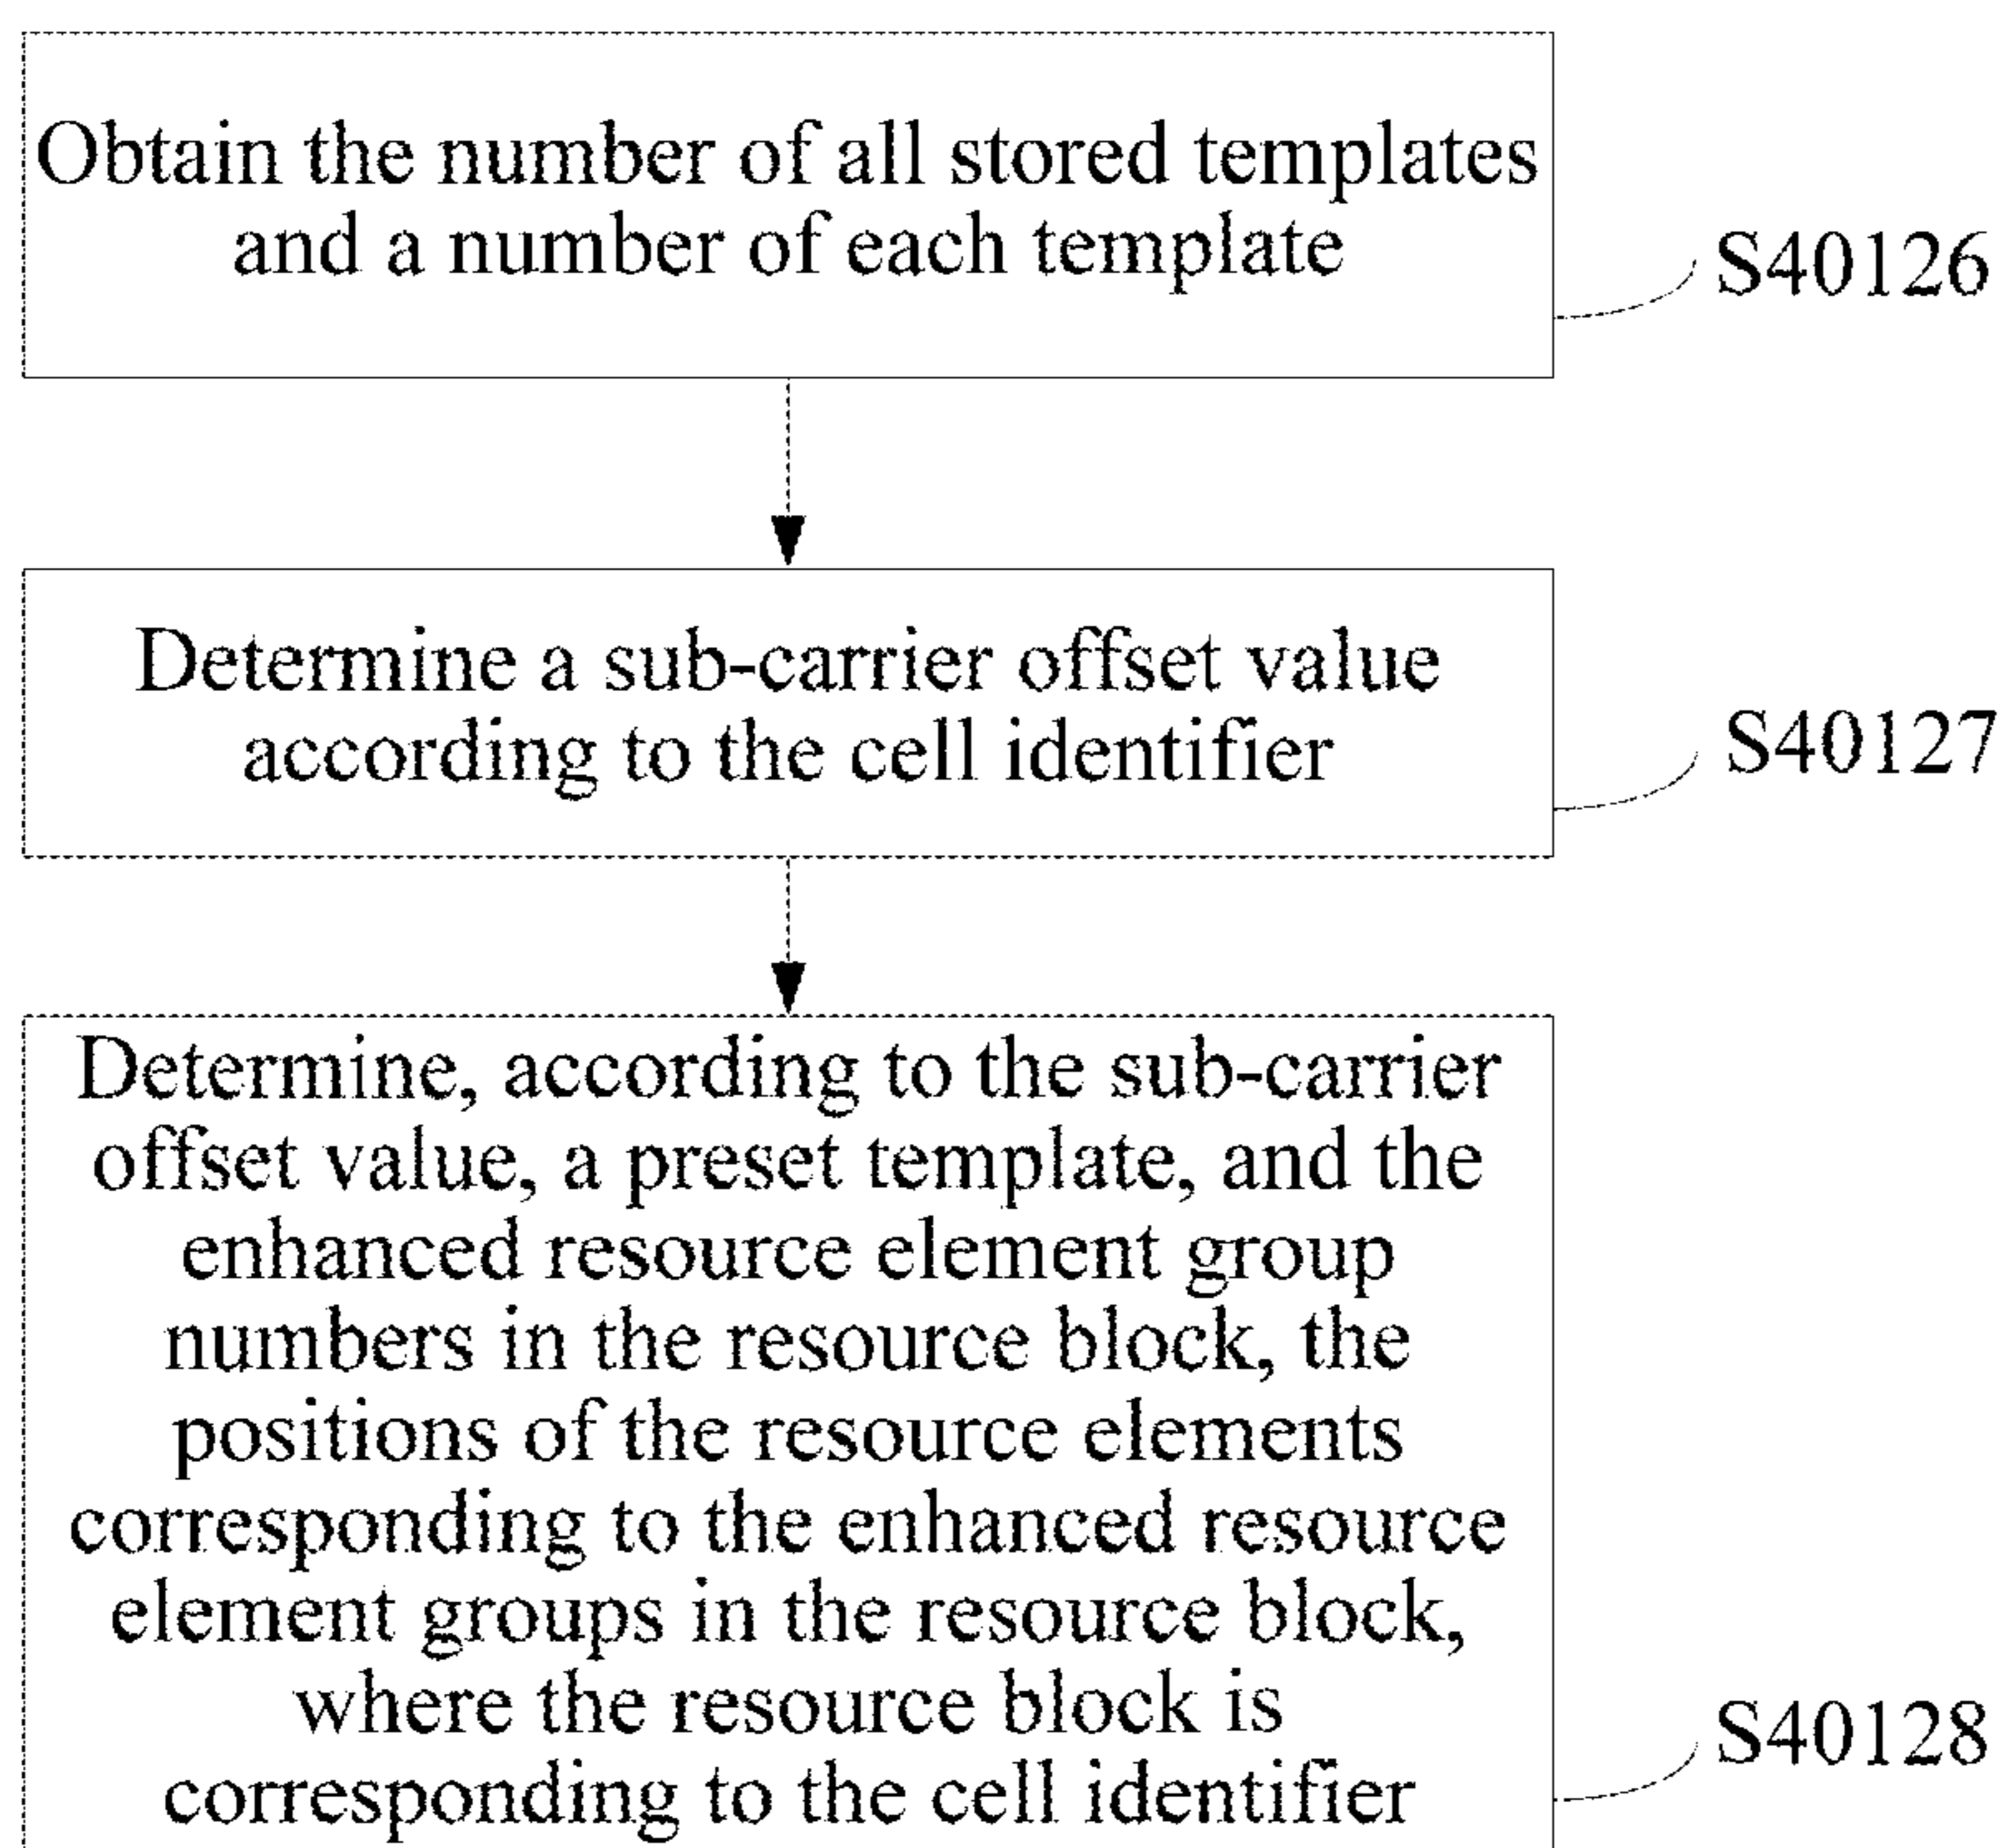 Obtain the number of all stored templates
and a number of each template
S40126
Determine a sub-carrier offset value
according to the cell identifier
S40127
Determine, according to the sub-carrier
offset value, a preset template, and the
enhanced resource element group
numbers in the resource block, the
positions of the resource elements
corresponding to the enhanced resource
element groups in the resource block,
where the resource block is
corresponding to the cell identifier
S40128